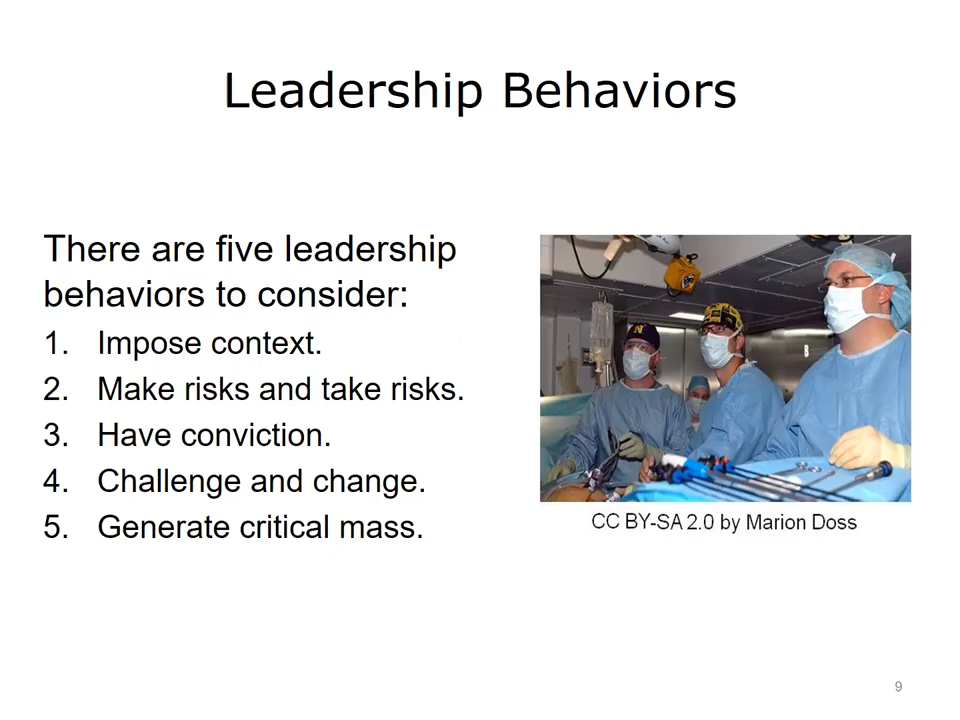 Leadership Behaviors
There are five leadership
behaviors to consider:
1. Impose context.
2. Make risks and take risks.
3. Have conviction.
4. Challenge and change.
5. Generate critical mass.
N
8
CC BY-SA 2.0 by Marion Doss
9